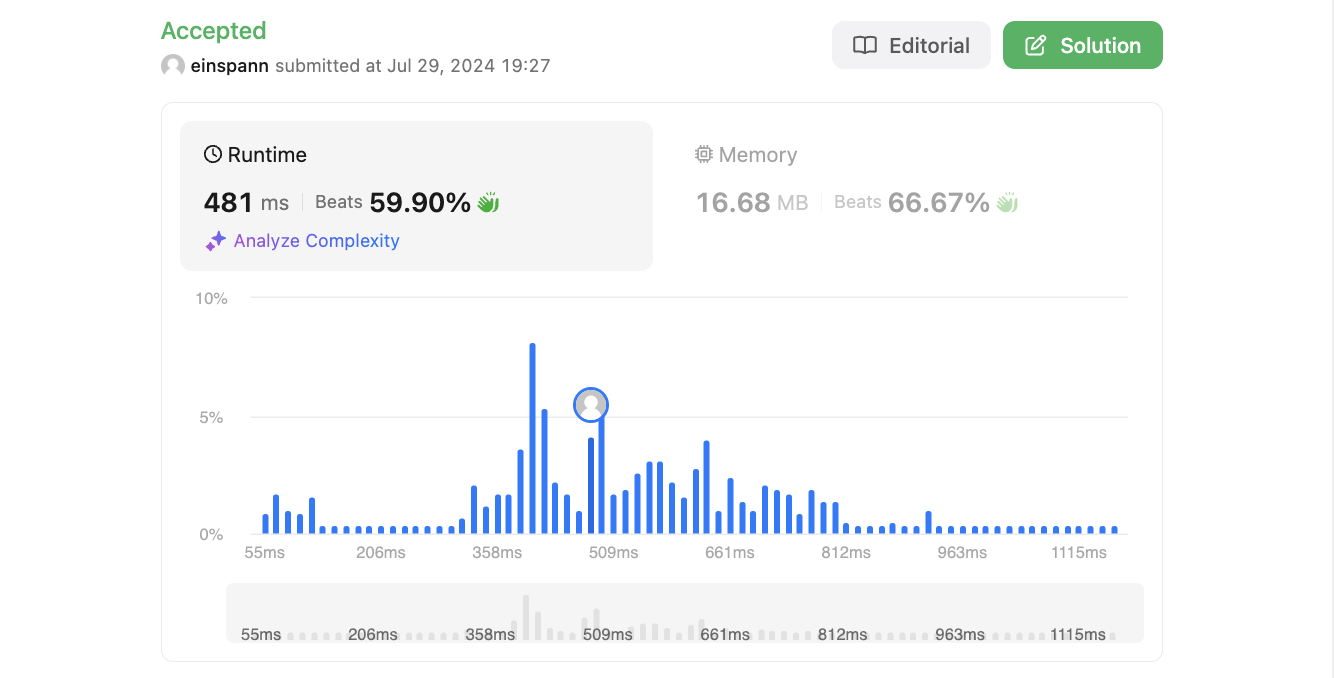 Accepted
einspann submitted at Jul 29, 2024 19:27
Editorial
Solution
Runtime
481 ms Beats 59.90%
Analyze Complexity
Memory
16.68 MB Beats 66.67%
10%
5%
0%
55ms 206ms 358ms 509ms 661ms 812ms 963ms 1115ms
55ms 206ms 358ms 509ms 661ms 812ms 963ms 1115ms